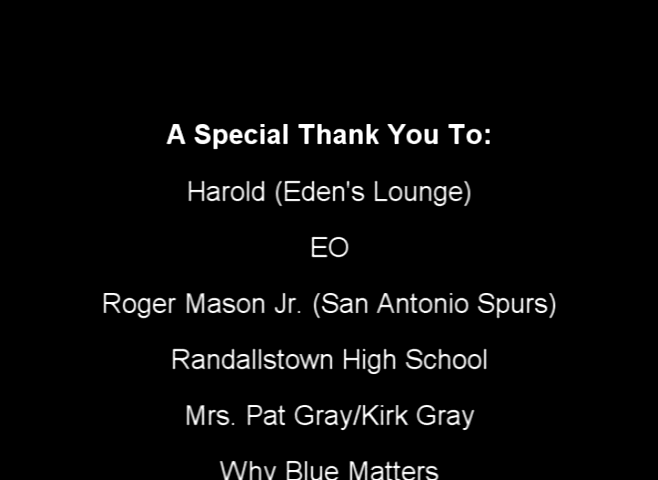 A Special Thank You To:
Harold (Eden's Lounge)
EO
Roger Mason Jr. (San Antonio Spurs)
Randallstown High School
Mrs. Pat Gray/Kirk Gray
Why Blue Matters